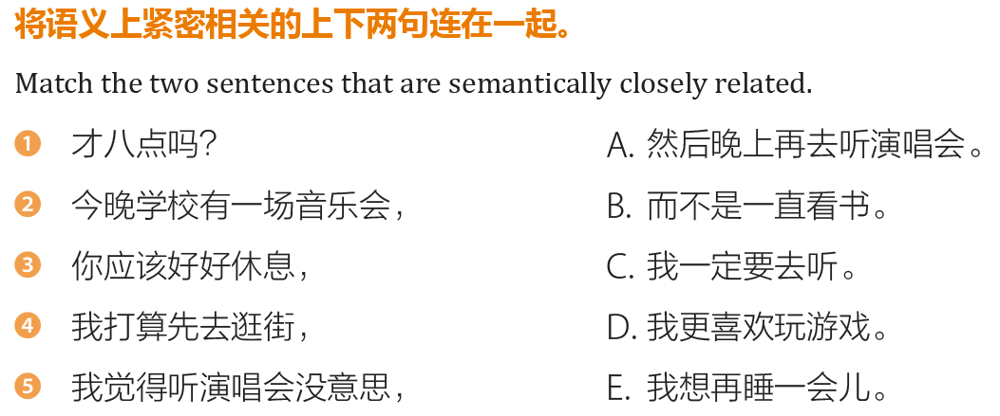 将语义上紧密相关的上下两句连在一起。
Match the two sentences that are semantically closely related.
1 才八点吗？ A. 然后晚上再去听演唱会。
2 今晚学校有一场音乐会， B. 而不是一直看书。
3 你应该好好休息， C. 我一定要去听。
4 我打算先去逛街， D. 我更喜欢玩游戏。
5 我觉得听演唱会没意思， E. 我想再睡一会儿。